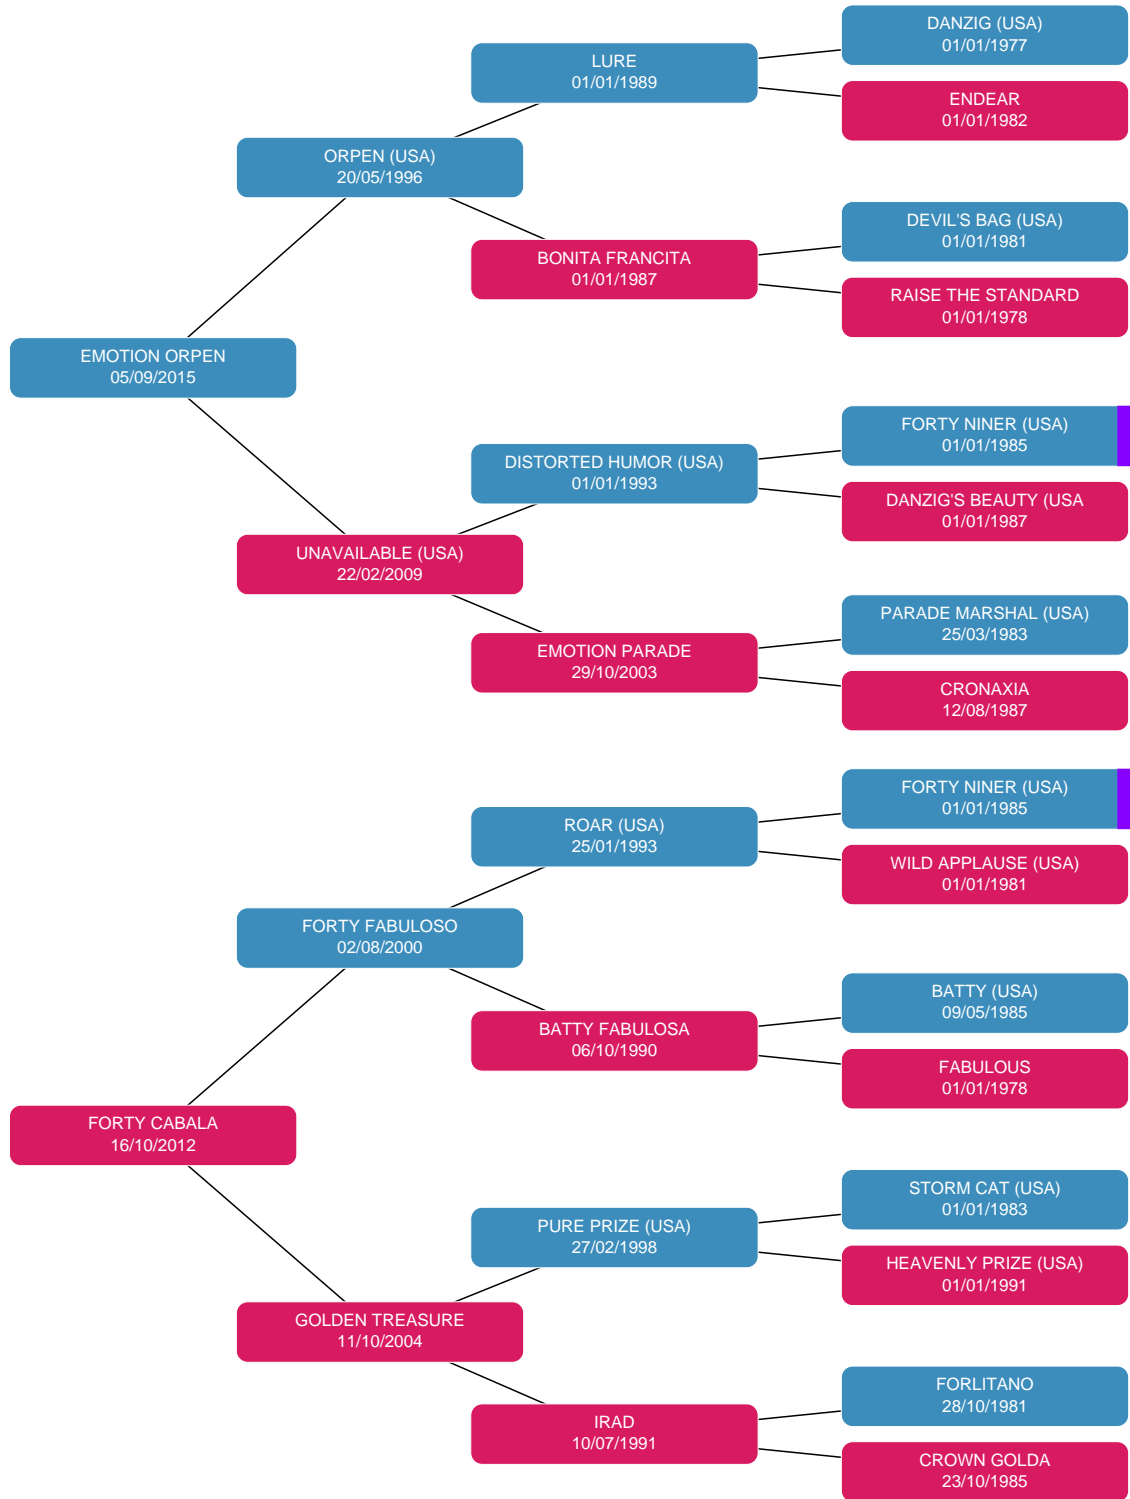 DANZIG (USA)
01/01/1977
LURE
01/01/1989
ENDEAR
01/01/1982
ORPEN (USA)
20/05/1996
DEVIL'S BAG (USA)
01/01/1981
BONITA FRANCITA
01/01/1987
RAISE THE STANDARD
01/01/1978
EMOTION ORPEN
05/09/2015
FORTY NINER (USA)
01/01/1985
DISTORTED HUMOR (USA)
01/01/1993
DANZIG'S BEAUTY (USA
01/01/1987
UNAVAILABLE (USA)
22/02/2009
PARADE MARSHAL (USA)
25/03/1983
EMOTION PARADE
29/10/2003
CRONAXIA
12/08/1987
FORTY NINER (USA)
01/01/1985
ROAR (USA)
25/01/1993
WILD APPLAUSE (USA)
01/01/1981
FORTY FABULOSO
02/08/2000
BATTY (USA)
09/05/1985
BATTY FABULOSA
06/10/1990
FABULOUS
01/01/1978
FORTY CABALA
16/10/2012
STORM CAT (USA)
01/01/1983
PURE PRIZE (USA)
27/02/1998
HEAVENLY PRIZE (USA)
01/01/1991
GOLDEN TREASURE
11/10/2004
FORLITANO
28/10/1981
IRAD
10/07/1991
CROWN GOLDA
23/10/1985